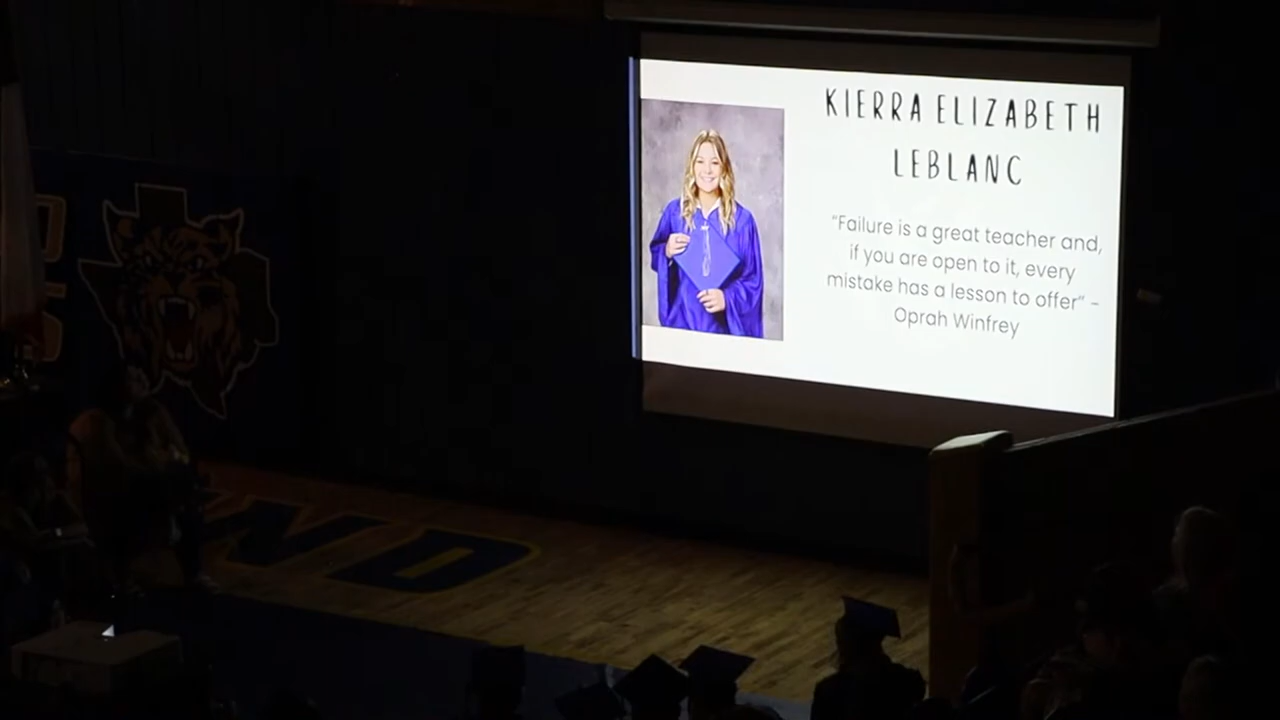 KIERRA ELIZABETH
LEBLANC
“Failure is a great teacher and,
if you are open to it, every
mistake has a lesson to offer” –
Oprah Winfrey
ND